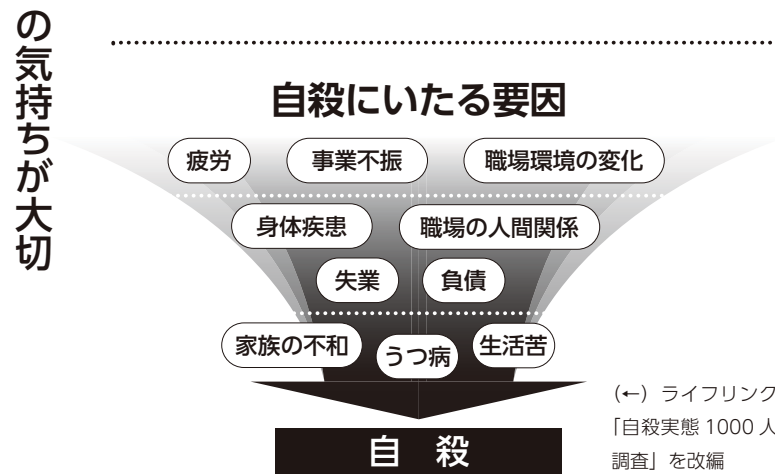 の気持ちが大切
自殺にいたる要因
疲労 事業不振 職場環境の変化
身体疾患 職場の人間関係
失業 負債
家族の不和 うつ病 生活苦
自 殺
(←) ライフリンク
「自殺実態 1000 人
調査」を改編